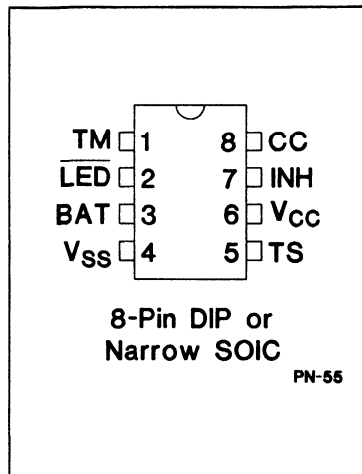 TM 1 8 CC
LED 2 7 INH
BAT 3 6 VCC
VSS 4 5 TS
8-Pin DIP or
Narrow SOIC
PN-55